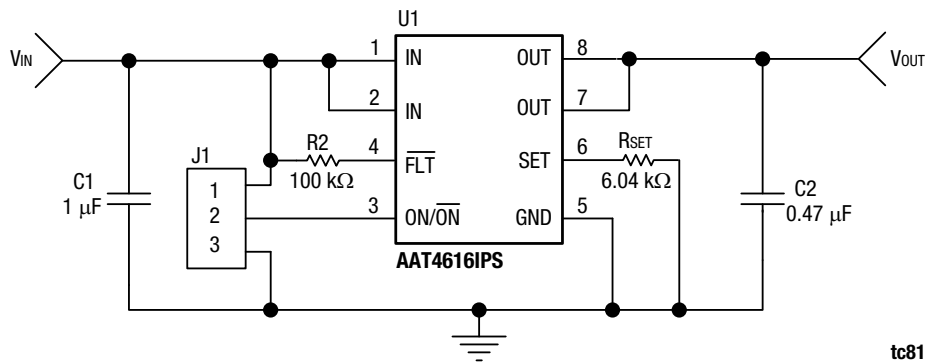 U1
VIN
1
IN
OUT
8
VOUT
2
IN
OUT
7
R2
100 kΩ
4
FLT
SET
6
RSET
6.04 kΩ
J1
1
2
3
C1
1 μF
3
ON/ON
GND
5
C2
0.47 μF
AAT4616IPS
tc81